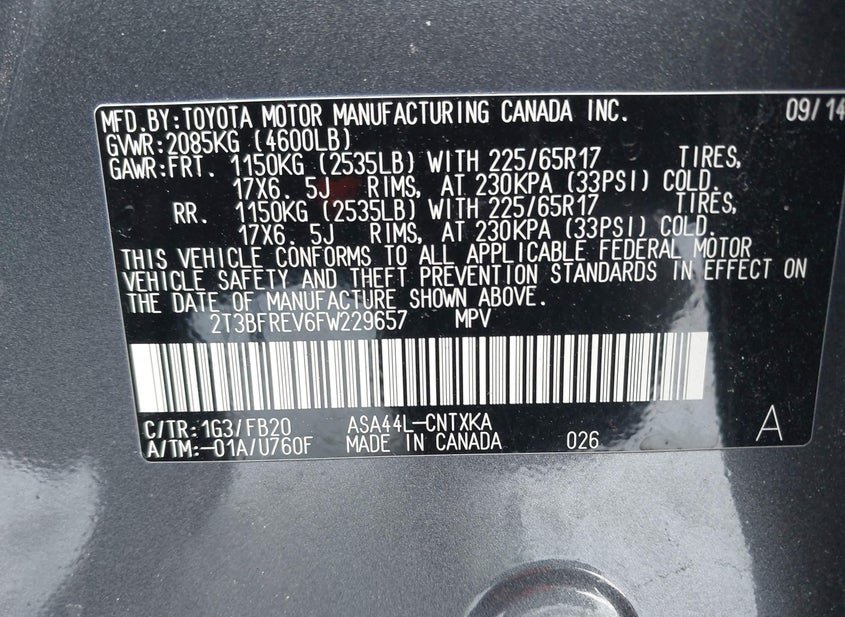 MFD.BY:TOYOTA MOTOR MANUFACTURING CANADA INC. 09/14
GVWR:2085KG (4600LB)
GAWR:FRT. 1150KG (2535LB) WITH 225/65R17 TIRES,
17X6. 5J RIMS, AT 230KPA (33PSI) COLD.
RR. 1150KG (2535LB) WITH 225/65R17 TIRES,
17X6. 5J RIMS, AT 230KPA (33PSI) COLD.
THIS VEHICLE CONFORMS TO ALL APPLICABLE FEDERAL MOTOR
VEHICLE SAFETY AND THEFT PREVENTION STANDARDS IN EFFECT ON
THE DATE OF MANUFACTURE SHOWN ABOVE.
2T3BFREV6FW229657 MPV
C/TR:1G3/FB20 ASA44L-CNTXKA
A/TM:-01A/U760F MADE IN CANADA 026 A